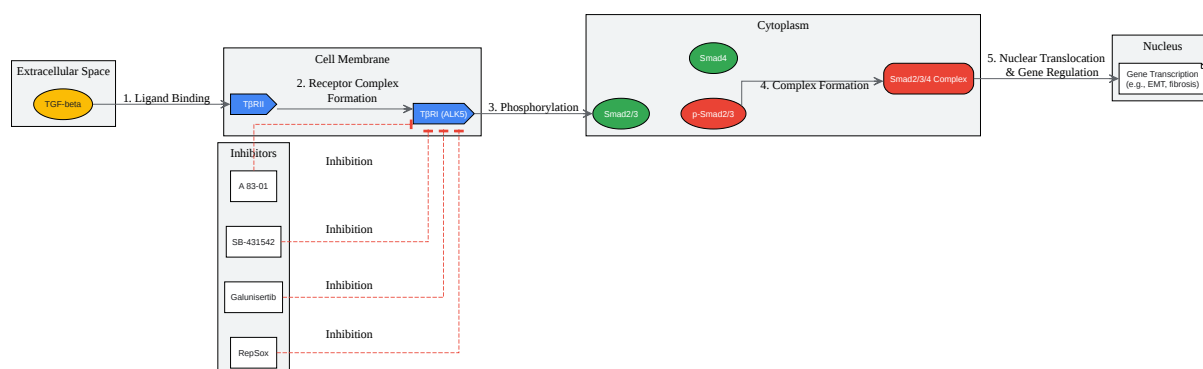 Extracellular Space
TGF-beta
1. Ligand Binding
Cell Membrane
TβRII
2. Receptor Complex
Formation
TβRI (ALK5)
3. Phosphorylation
Cytoplasm
Smad4
Smad2/3
p-Smad2/3
4. Complex Formation
Smad2/3/4 Complex
5. Nuclear Translocation
& Gene Regulation
Nucleus
Gene Transcription
(e.g., EMT, fibrosis)
Inhibitors
A 83-01
Inhibition
SB-431542
Inhibition
Galunisertib
Inhibition
RepSox
Inhibition